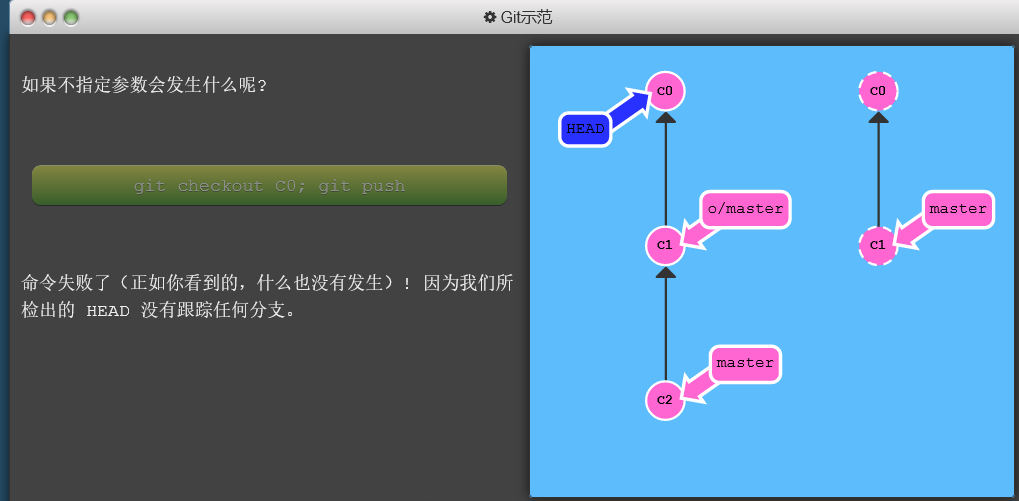 Git示范
如果不指定参数会发生什么呢?
git checkout C0; git push
命令失败了（正如你看到的，什么也没有发生）! 因为我们所
检出的 HEAD 没有跟踪任何分支。
c0
c0
HEAD
o/master
master
c1
c1
master
c2